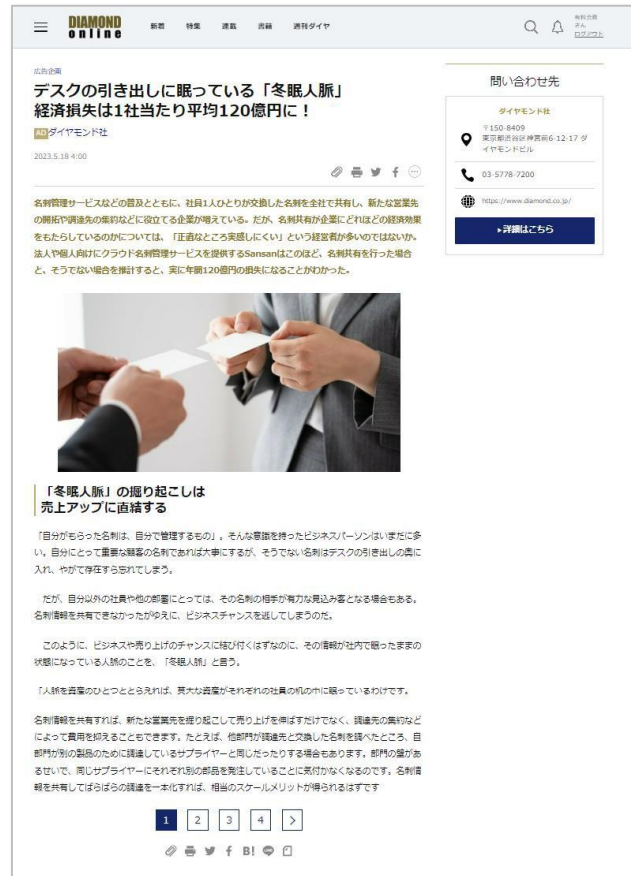 DIAMOND online
新着 特集 連載 書籍 週刊ダイヤ
有料会員
さん
ログアウト
広告企画
デスクの引き出しに眠っている「冬眠人脈」
経済損失は1社当たり平均120億円に！
AD ダイヤモンド社
2023.5.18 4:00
名刺管理サービスなどの普及とともに、社員1人ひとりが交換した名刺を全社で共有し、新たな営業先
の開拓や調達先の集約などに役立てる企業が増えている。だが、名刺共有が企業にどれほどの経済効果
をもたらしているのかについては、「正直なところ実感しにくい」という経営者が多いのではないか。
法人や個人向けにクラウド名刺管理サービスを提供するSansanはこのほど、名刺共有を行った場合
と、そうでない場合を推計すると、実に年間120億円の損失になることがわかった。
「冬眠人脈」の掘り起こしは
売上アップに直結する
「自分がもらった名刺は、自分で管理するもの」。そんな意識を持ったビジネスパーソンはいまだに多
い。自分にとって重要な顧客の名刺であれば大事にするが、そうでない名刺はデスクの引き出しの奥に
入れ、やがて存在すら忘れてしまう。
だが、自分以外の社員や他の部署にとっては、その名刺の相手が有力な見込み客となる場合もある。
名刺情報を共有できなかったがゆえに、ビジネスチャンスを逃してしまうのだ。
このように、ビジネスや売り上げのチャンスに結び付くはずなのに、その情報が社内で眠ったままの
状態になっている人脈のことを、「冬眠人脈」と言う。
「人脈を資産のひとつととらえれば、莫大な資産がそれぞれの社員の机の中に眠っているわけです。
名刺情報を共有すれば、新たな営業先を掘り起こして売り上げを伸ばすだけでなく、調達先の集約など
によって費用を抑えることもできます。たとえば、他部門が調達先と交換した名刺を調べたところ、自
部門が別の製品のために調達しているサプライヤーと同じだったりする場合もあります。部門の壁があ
るせいで、同じサプライヤーにそれぞれ別の部品を発注していることに気付かなくなるのです。名刺情
報を共有してばらばらの調達を一本化すれば、相当のスケールメリットが得られるはずです
1 2 3 4 >
B!
問い合わせ先
ダイヤモンド社
〒150-8409
東京都渋谷区神宮前6-12-17 ダ
イヤモンドビル
03-5778-7200
https://www.diamond.co.jp/
▸詳細はこちら